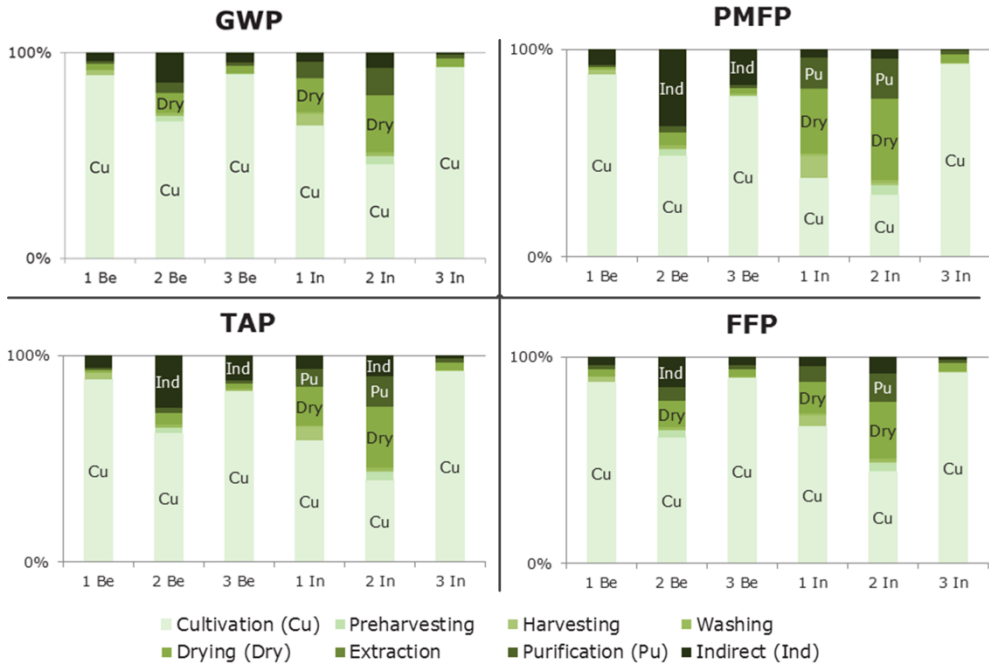 GWP
100%
Dry
Dry
Dry
Cu
Cu
Cu
Cu
Cu
Cu
0%
1 Be 2 Be 3 Be 1 In 2 In 3 In
PMFP
100%
Ind
Ind
Pu
Pu
Dry
Dry
Cu
Cu
Cu
Cu
Cu
Cu
0%
1 Be 2 Be 3 Be 1 In 2 In 3 In
TAP
100%
Ind
Ind
Pu
Ind
Pu
Dry
Dry
Cu
Cu
Cu
Cu
Cu
Cu
0%
1 Be 2 Be 3 Be 1 In 2 In 3 In
FFP
100%
Ind
Pu
Dry
Dry
Dry
Cu
Cu
Cu
Cu
Cu
Cu
0%
1 Be 2 Be 3 Be 1 In 2 In 3 In
Cultivation (Cu) Preharvesting Harvesting Washing
Drying (Dry) Extraction Purification (Pu) Indirect (Ind)